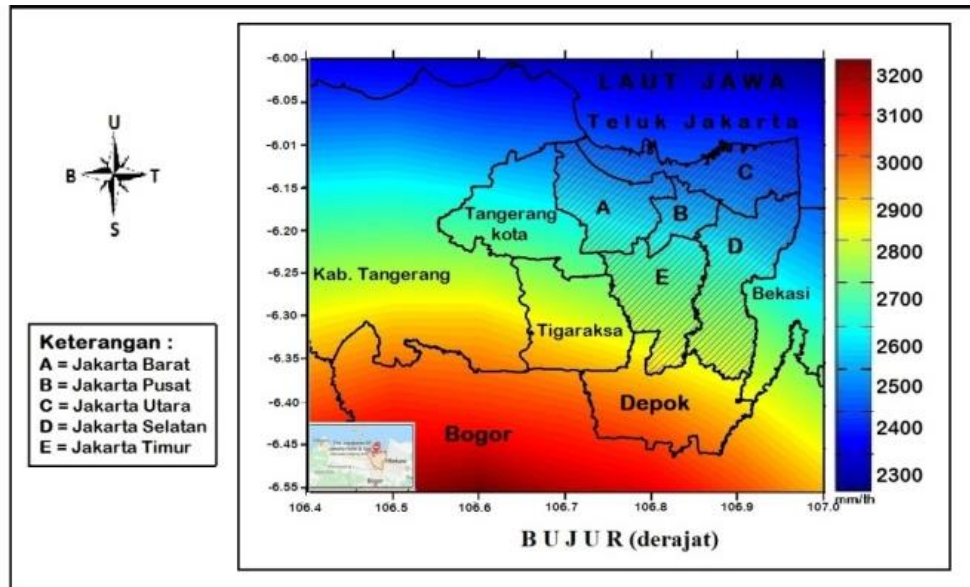 U
B T
S
Keterangan :
A = Jakarta Barat
B = Jakarta Pusat
C = Jakarta Utara
D = Jakarta Selatan
E = Jakarta Timur
-6.00
-6.05
-6.01
-6.15
-6.20
-6.25
-6.30
-6.35
-6.40
-6.45
-6.55
LAUT JAWA
Teluk Jakarta
A
B
C
D
E
Tangerang
kota
Kab. Tangerang
Bekasi
Tigaraksa
Depok
Bogor
Bogor
106.4 106.5 106.6 106.7 106.8 106.9 107.0
B U J U R (derajat)
3200
3100
3000
2900
2800
2700
2600
2500
2400
2300
mm/th